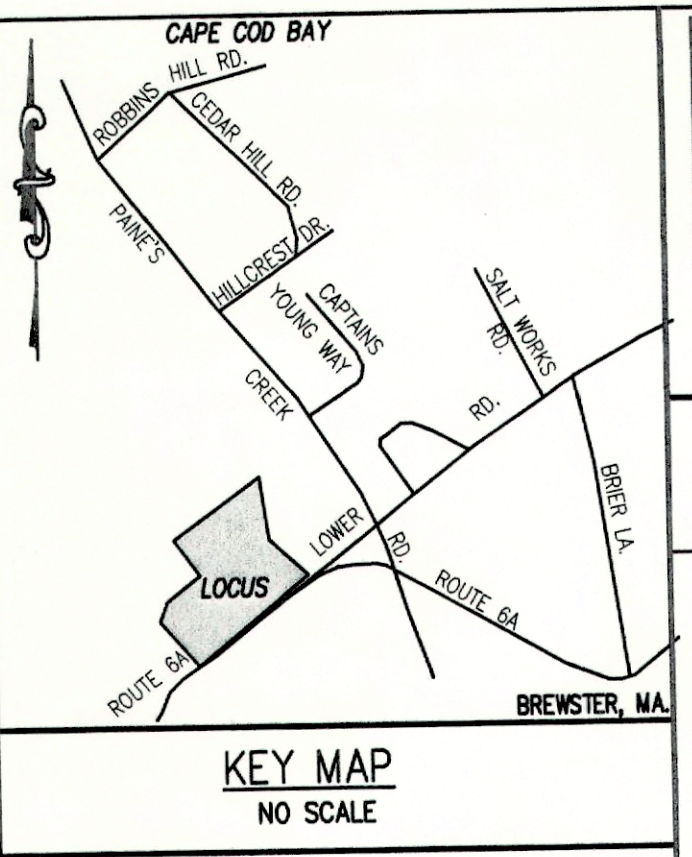 CAPE COD BAY
ROBBINS HILL RD.
CEDAR HILL RD.
PAINE'S CREEK RD.
HILLCREST DR.
CAPTAINS
YOUNG WAY
SALT WORKS
RD.
LOWER RD.
BRIER LA.
LOCUS
ROUTE 6A
ROUTE 6A
BREWSTER, MA.
KEY MAP
NO SCALE